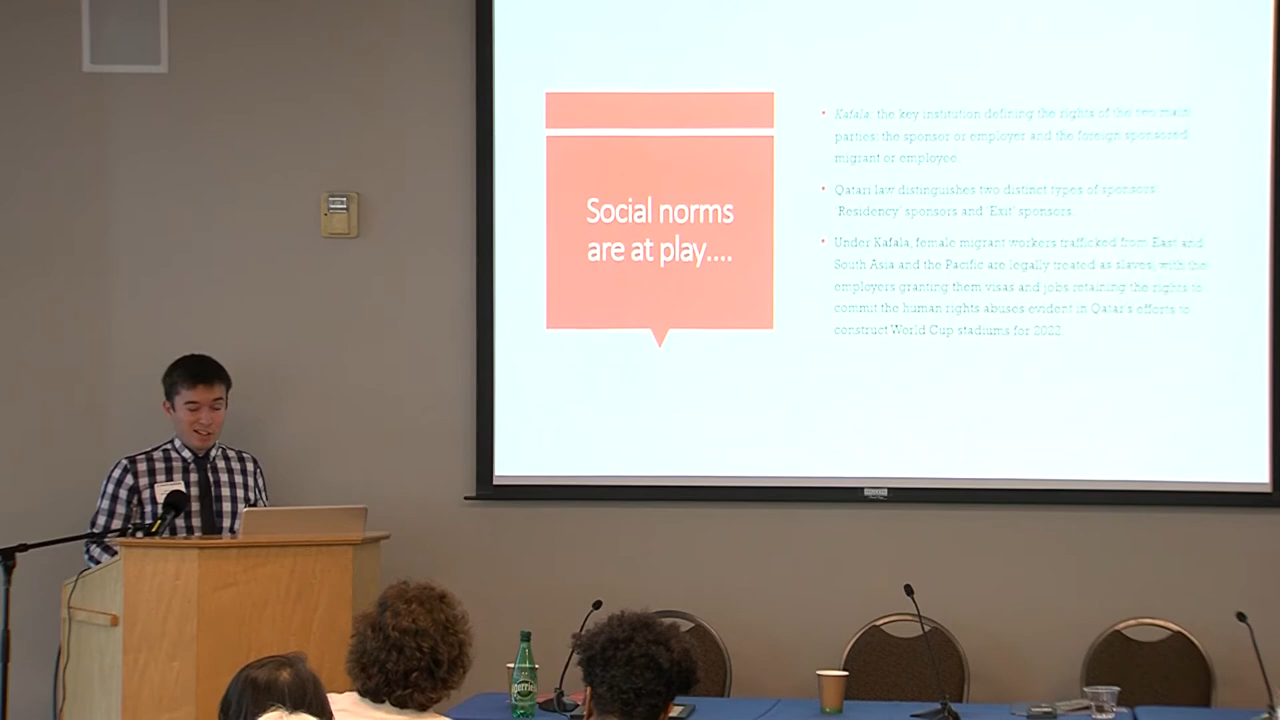 Social norms
are at play....
• Kafala: the key institution defining the rights of the two main
parties; the sponsor or employer and the foreign sponsored
migrant or employee.
• Qatari law distinguishes two distinct types of sponsors:
'Residency' sponsors and 'Exit' sponsors.
• Under Kafala, female migrant workers trafficked from East and
South Asia and the Pacific are legally treated as slaves, with the
employers granting them visas and jobs retaining the rights to
commit the human rights abuses evident in Qatar's efforts to
construct World Cup stadiums for 2022.
perrier